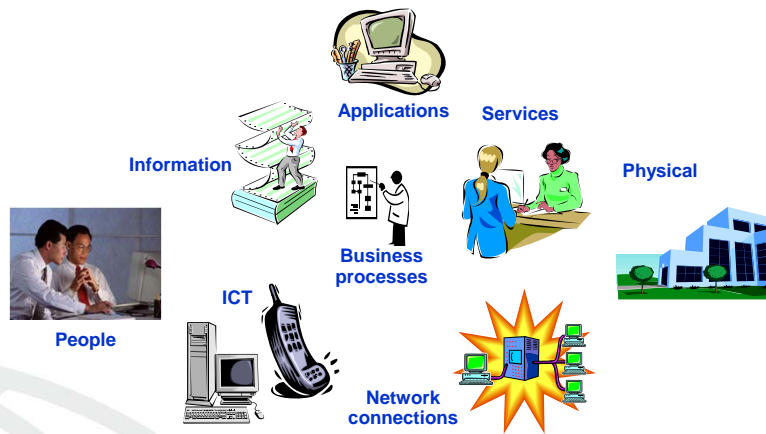 Applications
Services
Information
Physical
Business
processes
ICT
People
Network
connections